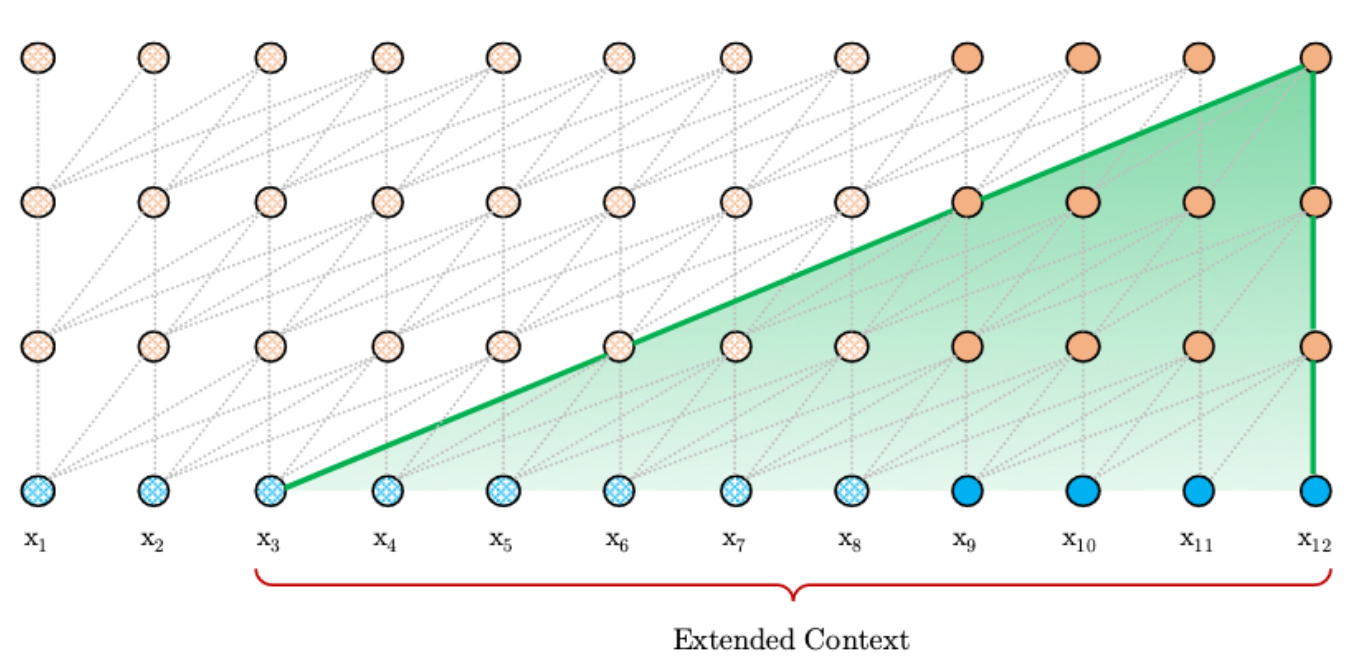 x₁ x₂ x₃ x₄ x₅ x₆ x₇ x₈ x₉ x₁₀ x₁₁ x₁₂
Extended Context